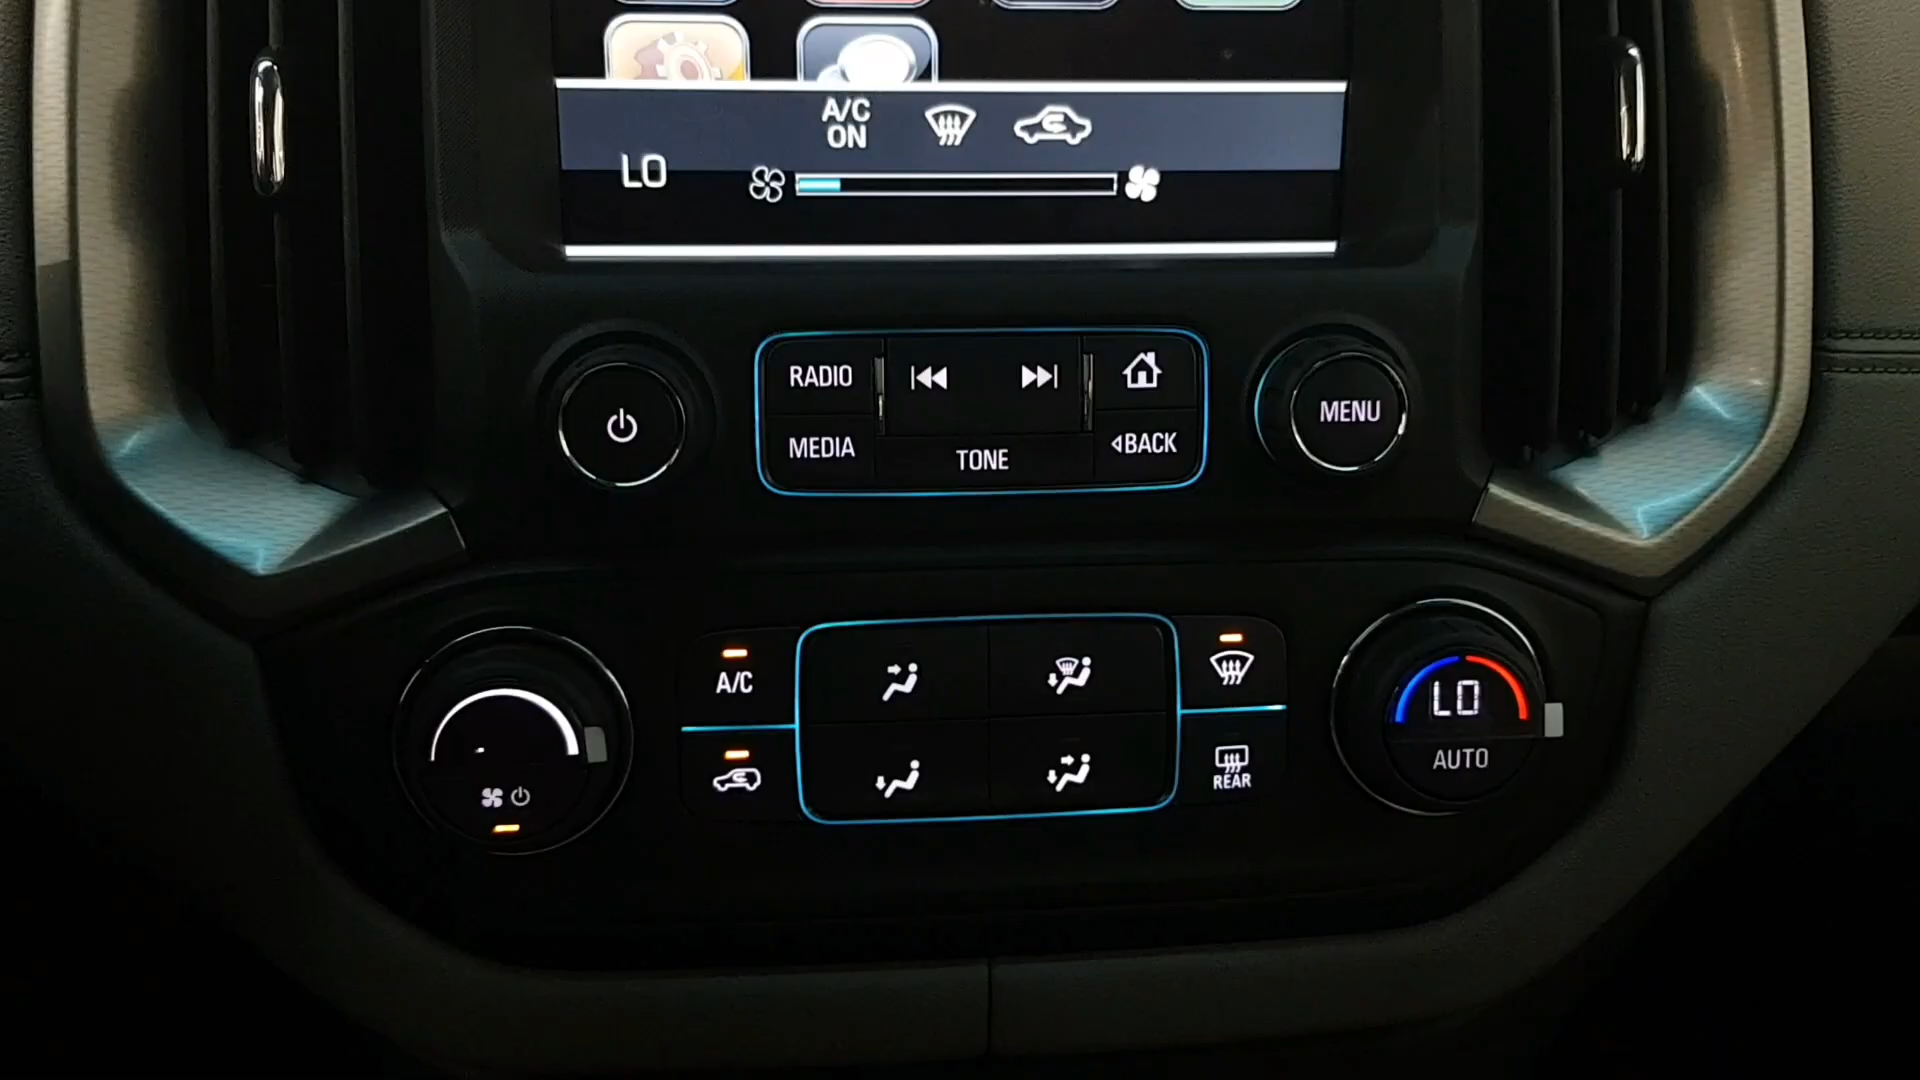 A/C
ON
LO
RADIO
MEDIA
TONE
BACK
MENU
A/C
REAR
LO
AUTO